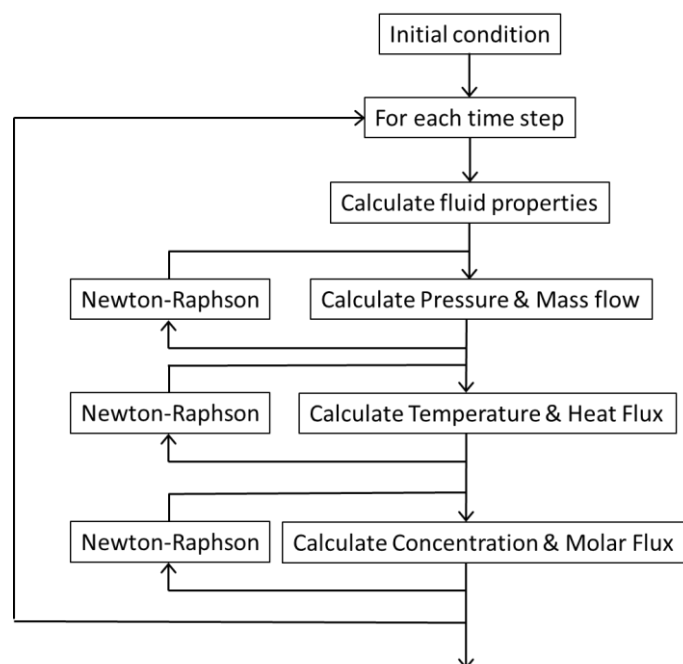 Initial condition
For each time step
Calculate fluid properties
Newton-Raphson
Calculate Pressure & Mass flow
Newton-Raphson
Calculate Temperature & Heat Flux
Newton-Raphson
Calculate Concentration & Molar Flux